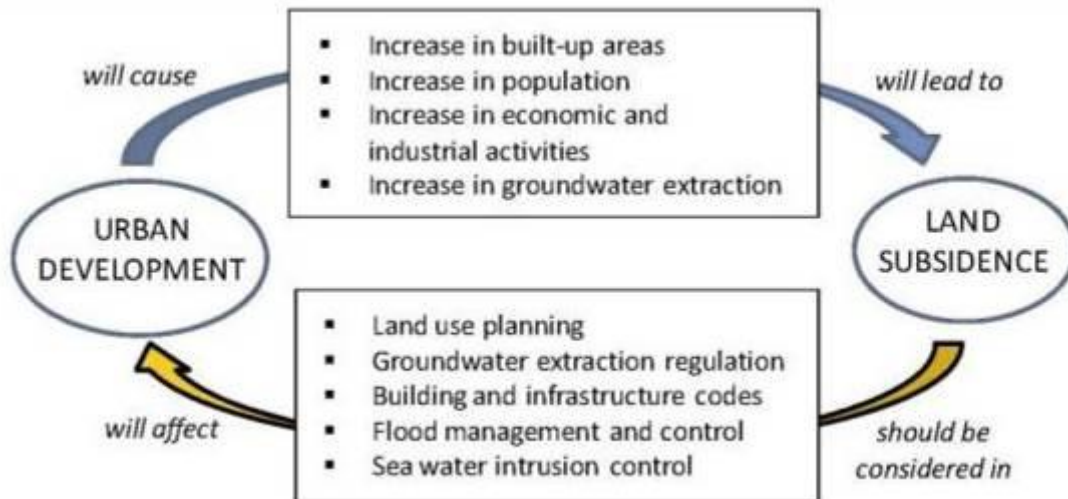 will cause
▪ Increase in built-up areas
▪ Increase in population
▪ Increase in economic and
industrial activities
▪ Increase in groundwater extraction
will lead to
URBAN
DEVELOPMENT
LAND
SUBSIDENCE
▪ Land use planning
▪ Groundwater extraction regulation
▪ Building and infrastructure codes
▪ Flood management and control
▪ Sea water intrusion control
will affect
should be
considered in